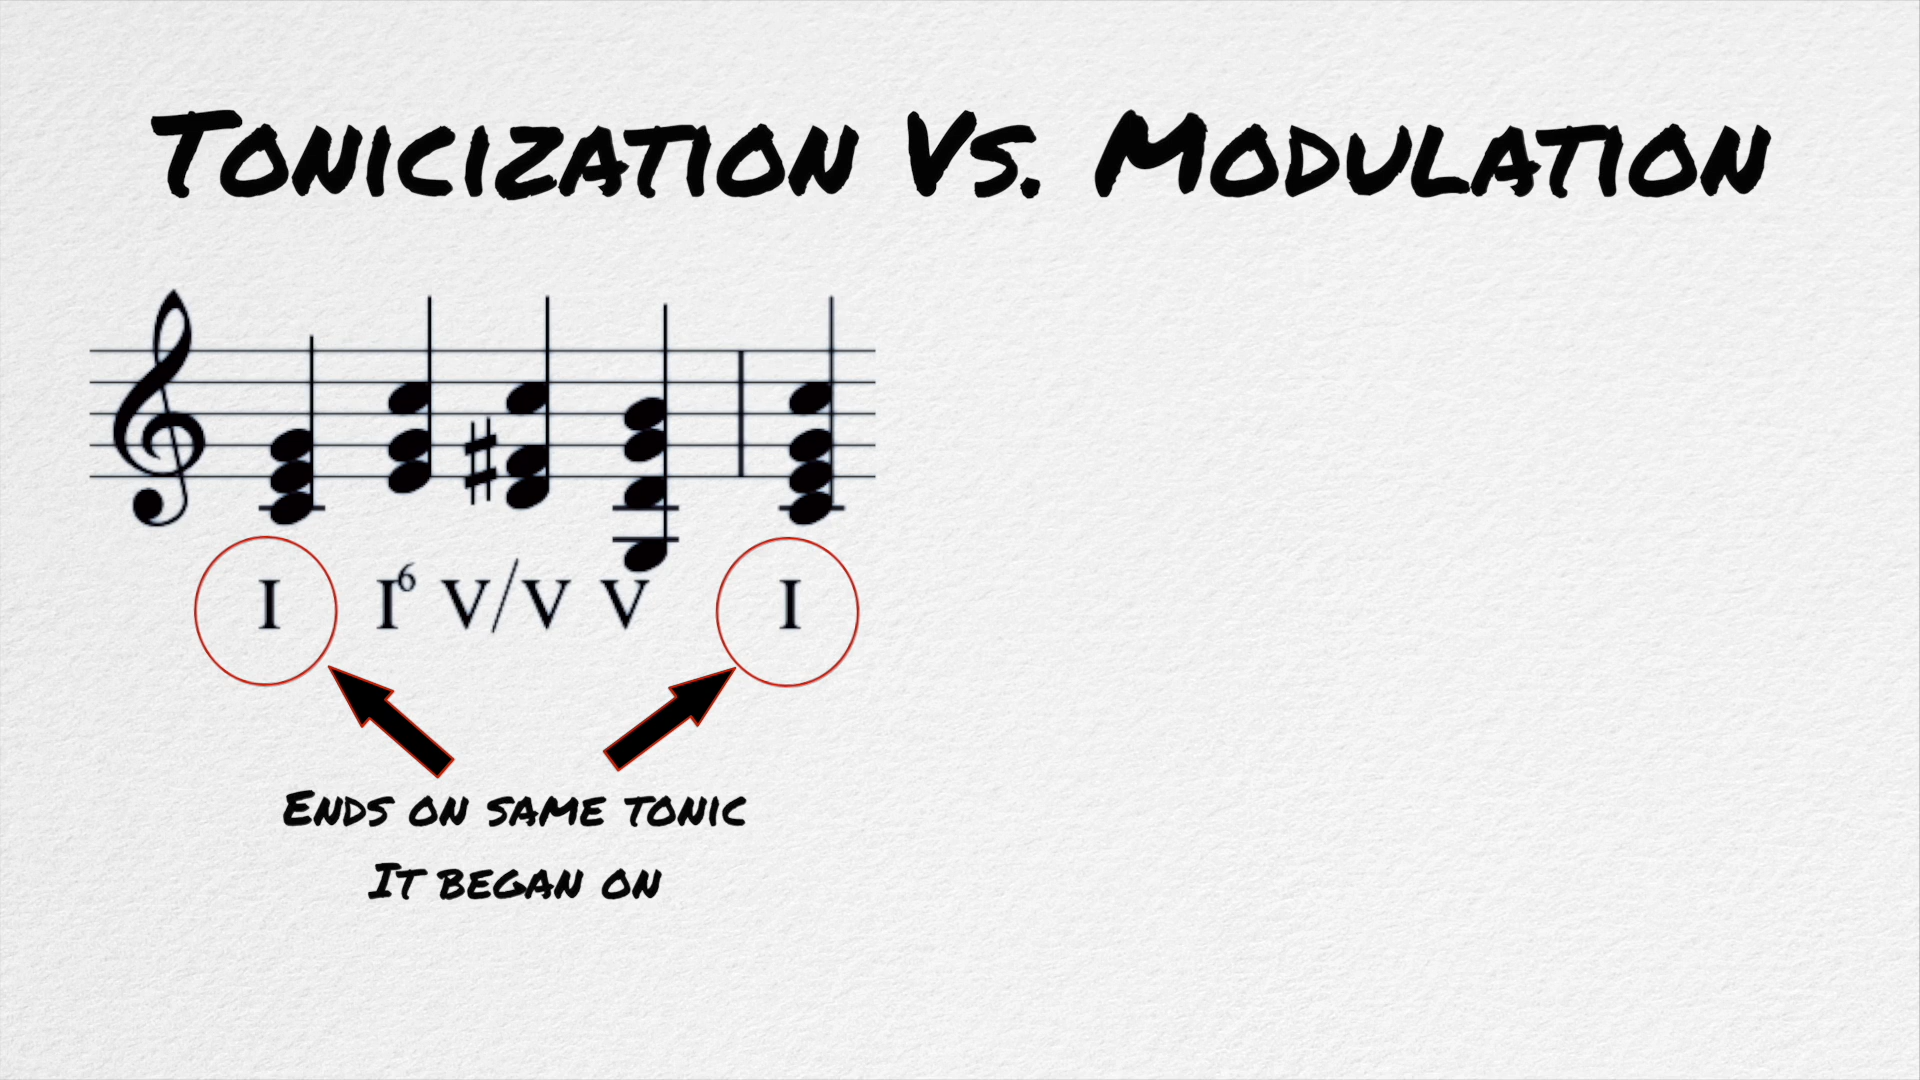 Tonicization Vs. Modulation
I I⁶ V/V V I
Ends on same tonic
It began on